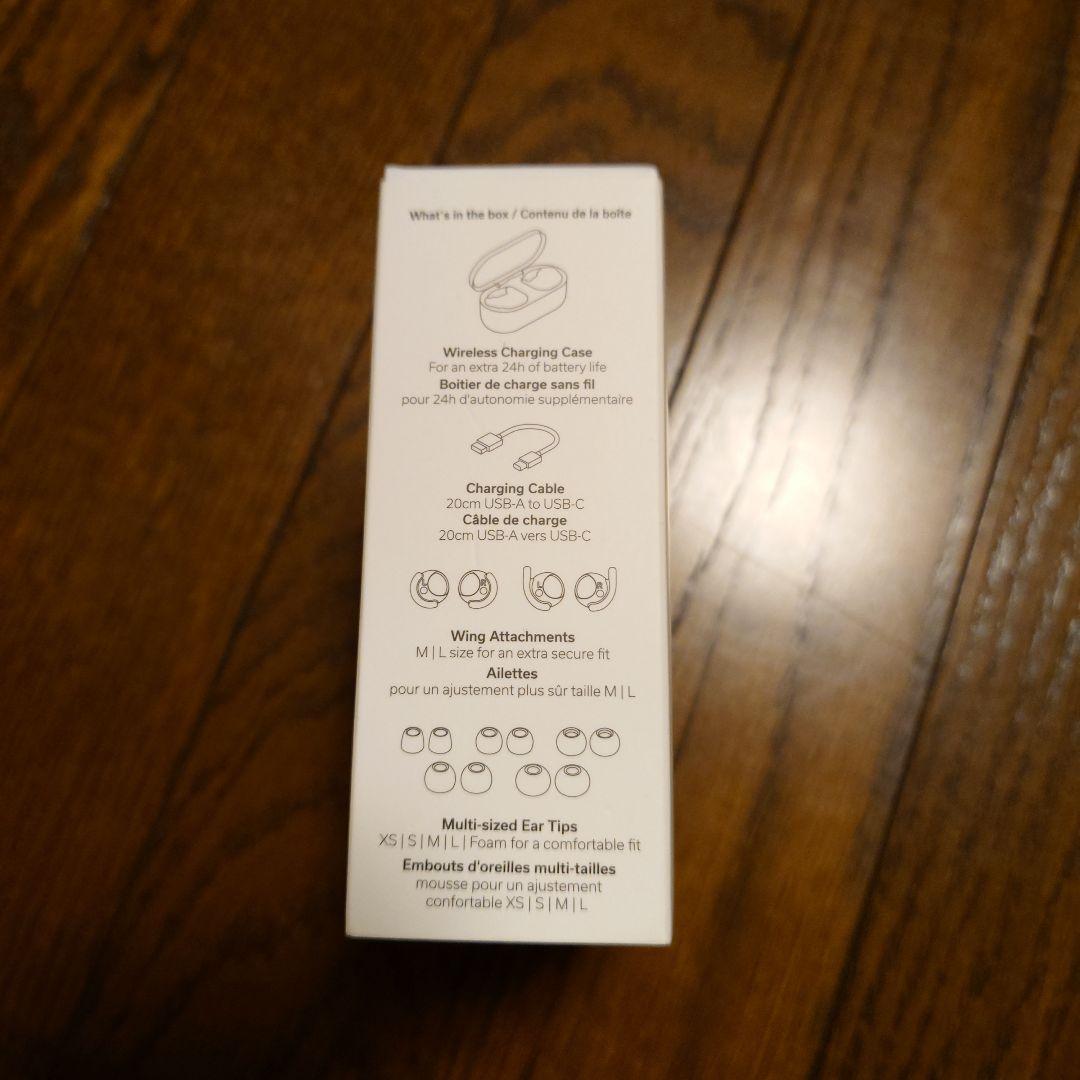 What's in the box / Contenu de la boîte
Wireless Charging Case
For an extra 24h of battery life
Boitier de charge sans fil
pour 24h d'autonomie supplémentaire
Charging Cable
20cm USB-A to USB-C
Câble de charge
20cm USB-A vers USB-C
L R L R
Wing Attachments
M | L size for an extra secure fit
Ailettes
pour un ajustement plus sûr taille M | L
Multi-sized Ear Tips
XS | S | M | L | Foam for a comfortable fit
Embouts d'oreilles multi-tailles
mousse pour un ajustement
confortable XS | S | M | L